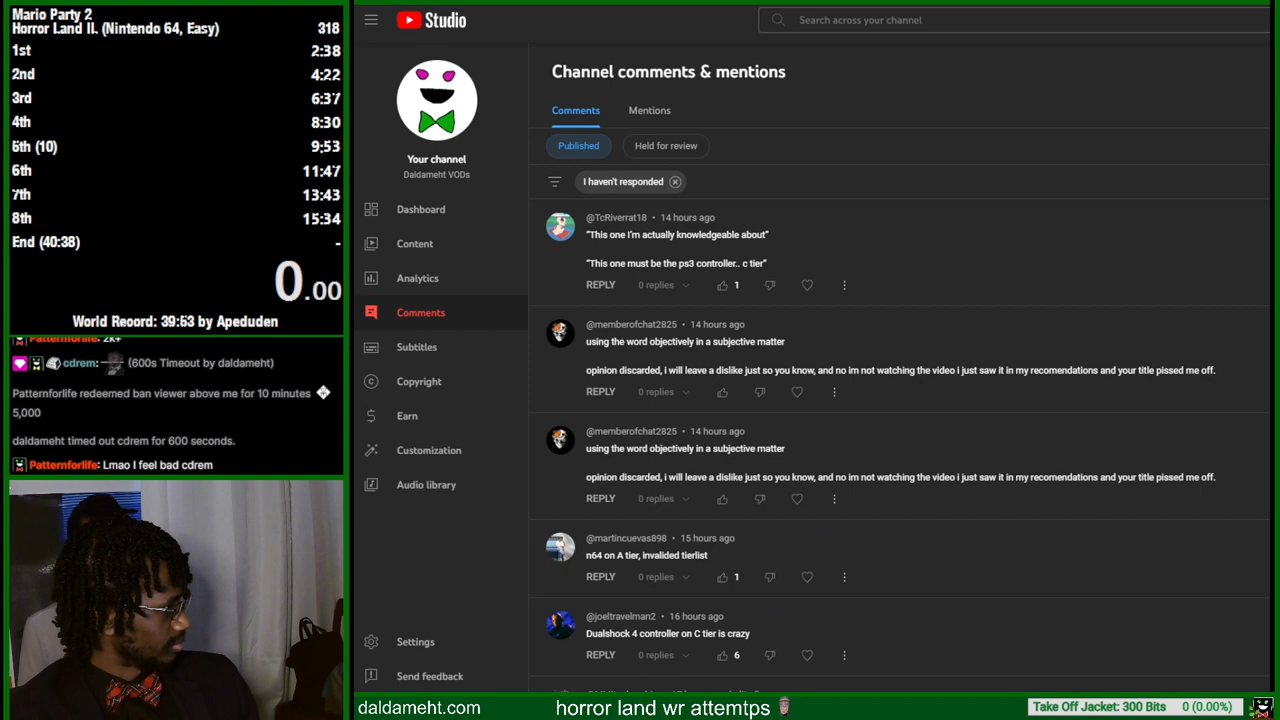 Mario Party 2
Horror Land II. (Nintendo 64, Easy) 318
1st 2:38
2nd 4:22
3rd 6:37
4th 8:30
5th (10) 9:53
6th 11:47
7th 13:43
8th 15:34
End (40:38) -
0.00
World Record: 39:53 by Apeduden
Patternforlife: 2K+
cdrem: (600s Timeout by daldameht)
Patternforlife redeemed ban viewer above me for 10 minutes
5,000
daldameht timed out cdrem for 600 seconds.
Patternforlife: Lmao I feel bad cdrem
Studio
Search across your channel
Your channel
Daldameht VODs
Dashboard
Content
Analytics
Comments
Subtitles
Copyright
Earn
Customization
Audio library
Settings
Send feedback
Channel comments & mentions
Comments Mentions
Published Held for review
I haven't responded
@TcRiverrat18 • 14 hours ago
“This one I'm actually knowledgeable about”
“This one must be the ps3 controller.. c tier”
REPLY 0 replies 1
@memberofchat2825 • 14 hours ago
using the word objectively in a subjective matter
opinion discarded, i will leave a dislike just so you know, and no im not watching the video i just saw it in my recomendations and your title pissed me off.
REPLY 0 replies
@memberofchat2825 • 14 hours ago
using the word objectively in a subjective matter
opinion discarded, i will leave a dislike just so you know, and no im not watching the video i just saw it in my recomendations and your title pissed me off.
REPLY 0 replies
@martincuevas898 • 15 hours ago
n64 on A tier, invalided tierlist
REPLY 0 replies 1
@joeltravelman2 • 16 hours ago
Dualshock 4 controller on C tier is crazy
REPLY 0 replies 6
daldameht.com horror land wr attemtps
Take Off Jacket: 300 Bits 0 (0.00%)